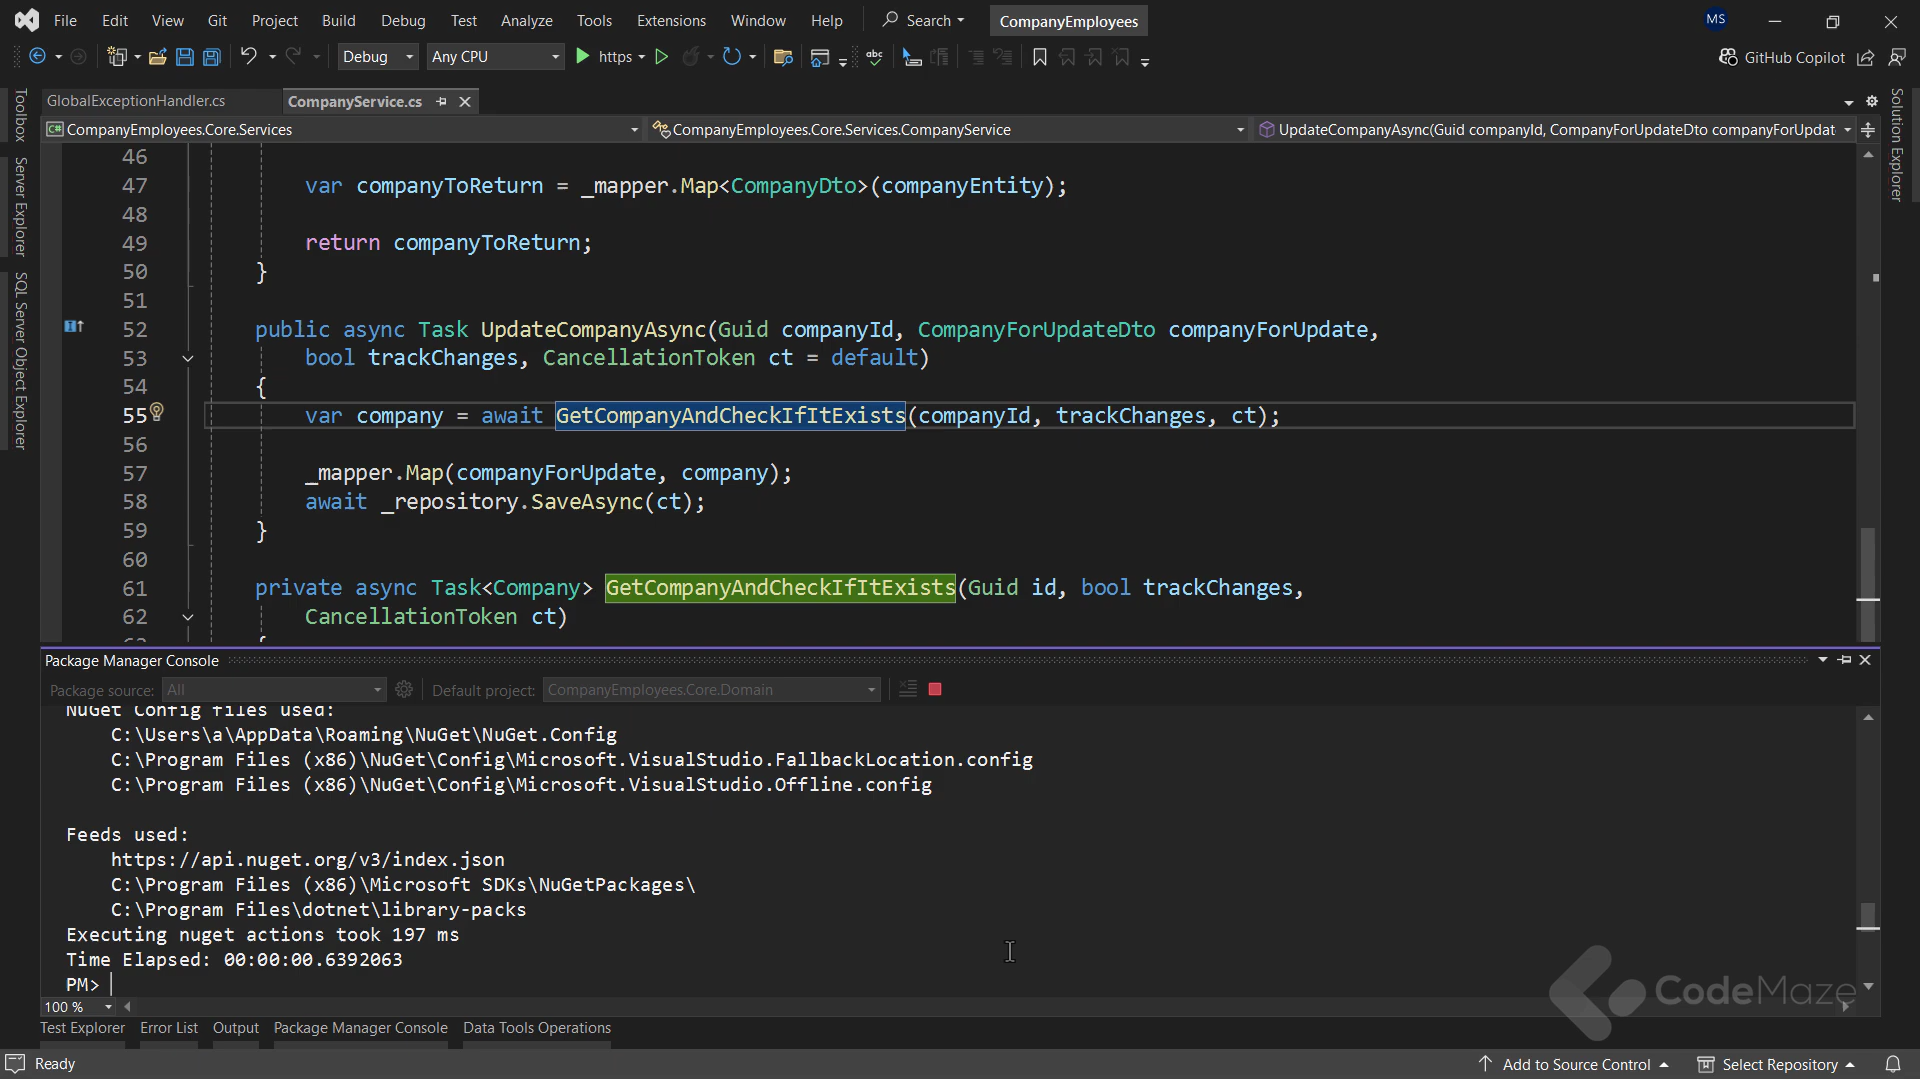 File Edit View Git Project Build Debug Test Analyze Tools Extensions Window Help Search CompanyEmployees MS
Debug Any CPU https abc GitHub Copilot
GlobalExceptionHandler.cs CompanyService.cs
C# CompanyEmployees.Core.Services CompanyEmployees.Core.Services.CompanyService UpdateCompanyAsync(Guid companyId, CompanyForUpdateDto companyForUpdat
Toolbox
Server Explorer
SQL Server Object Explorer
Solution Explorer
46
47 var companyToReturn = _mapper.Map<CompanyDto>(companyEntity);
48
49 return companyToReturn;
50 }
51
52 public async Task UpdateCompanyAsync(Guid companyId, CompanyForUpdateDto companyForUpdate,
53 bool trackChanges, CancellationToken ct = default)
54 {
55 var company = await GetCompanyAndCheckIfItExists(companyId, trackChanges, ct);
56
57 _mapper.Map(companyForUpdate, company);
58 await _repository.SaveAsync(ct);
59 }
60
61 private async Task<Company> GetCompanyAndCheckIfItExists(Guid id, bool trackChanges,
62 CancellationToken ct)
63 {
Package Manager Console
Package source: All Default project: CompanyEmployees.Core.Domain
NuGet Config files used:
C:\Users\a\AppData\Roaming\NuGet\NuGet.Config
C:\Program Files (x86)\NuGet\Config\Microsoft.VisualStudio.FallbackLocation.config
C:\Program Files (x86)\NuGet\Config\Microsoft.VisualStudio.Offline.config
Feeds used:
https://api.nuget.org/v3/index.json
C:\Program Files (x86)\Microsoft SDKs\NuGetPackages\
C:\Program Files\dotnet\library-packs
Executing nuget actions took 197 ms
Time Elapsed: 00:00:00.6392063
PM>
CodeMaze
100 %
Test Explorer Error List Output Package Manager Console Data Tools Operations
Ready Add to Source Control Select Repository